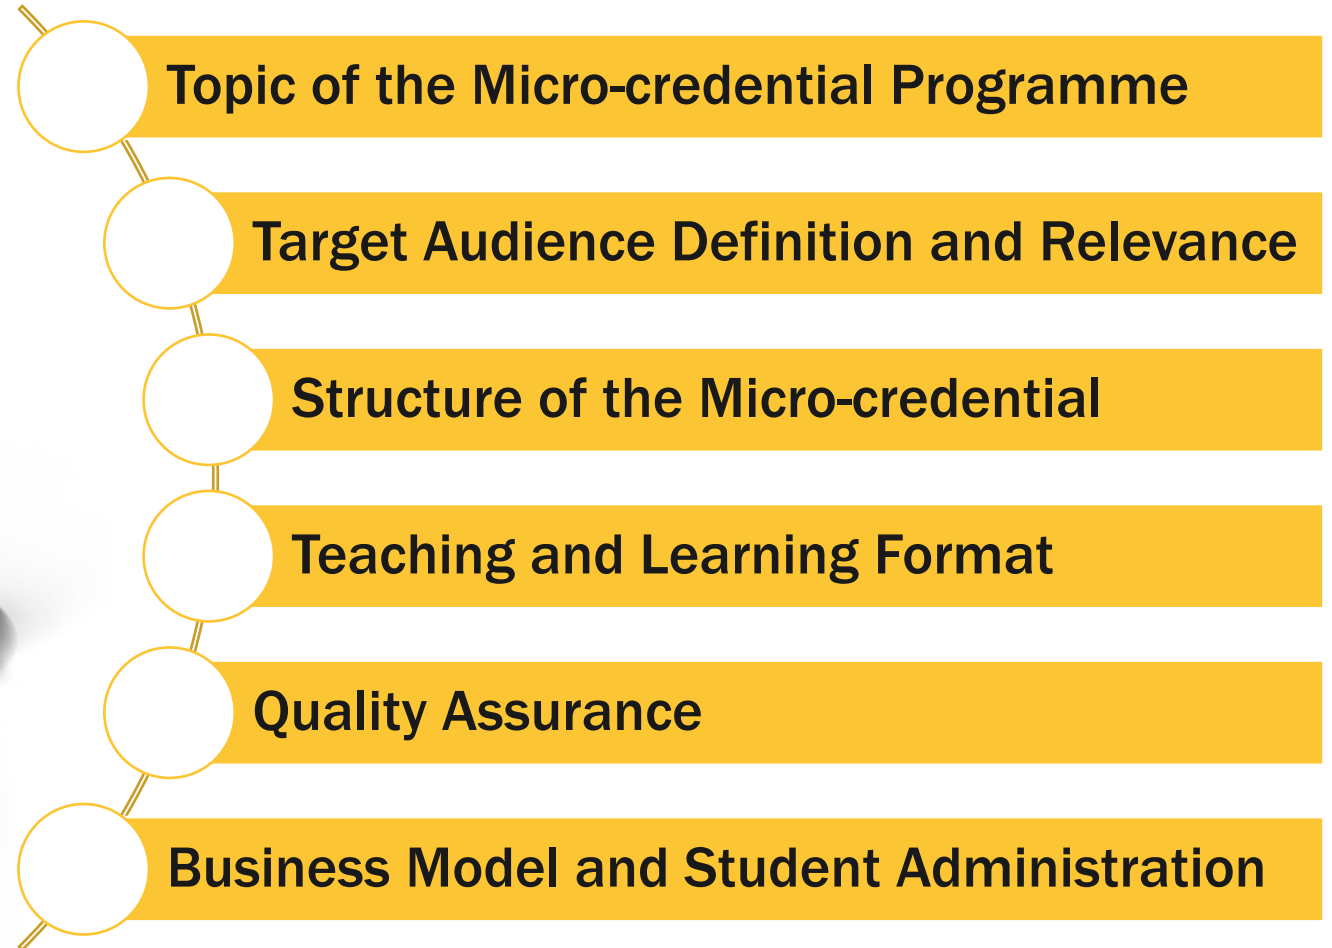 Topic of the Micro-credential Programme
Target Audience Definition and Relevance
Structure of the Micro-credential
Teaching and Learning Format
Quality Assurance
Business Model and Student Administration